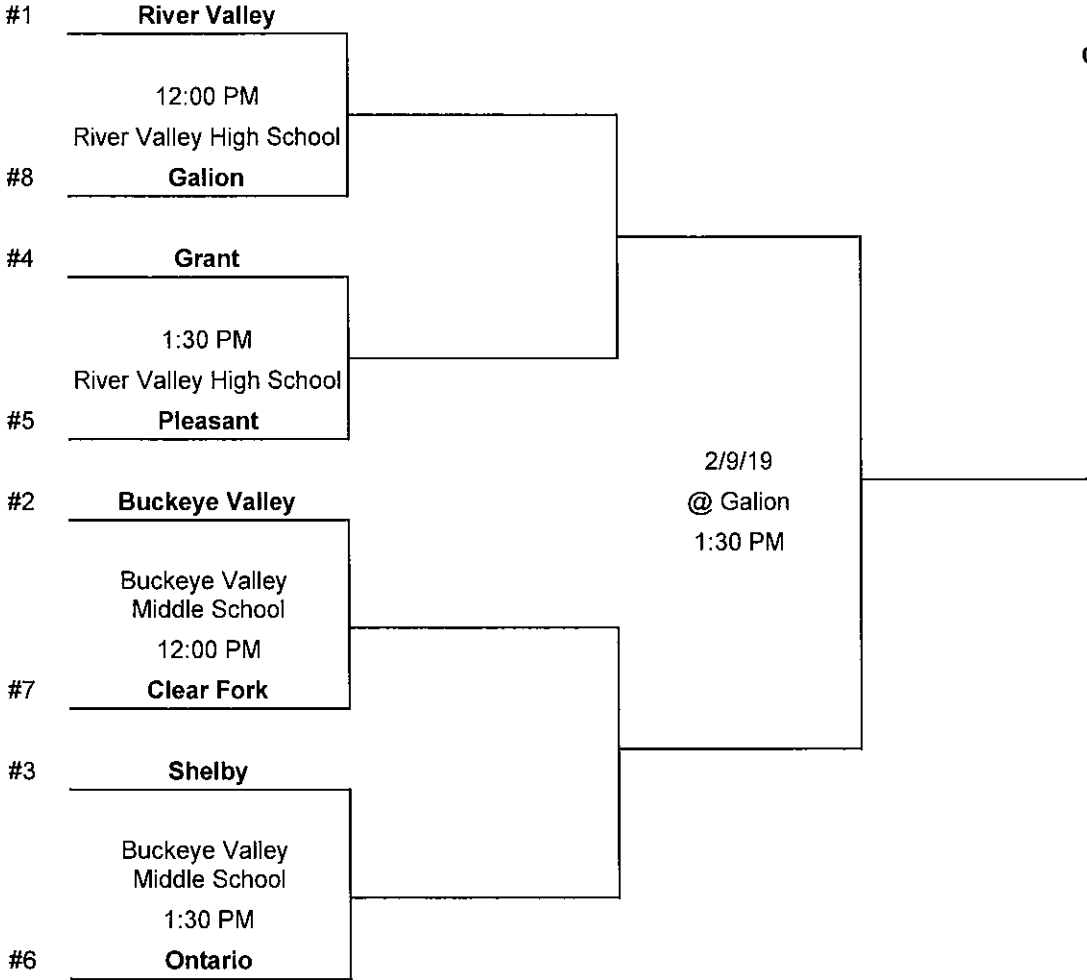 #1 River Valley
12:00 PM
River Valley High School
#8 Galion
#4 Grant
1:30 PM
River Valley High School
#5 Pleasant
2/9/19
@ Galion
1:30 PM
#2 Buckeye Valley
Buckeye Valley
Middle School
12:00 PM
#7 Clear Fork
#3 Shelby
Buckeye Valley
Middle School
1:30 PM
#6 Ontario